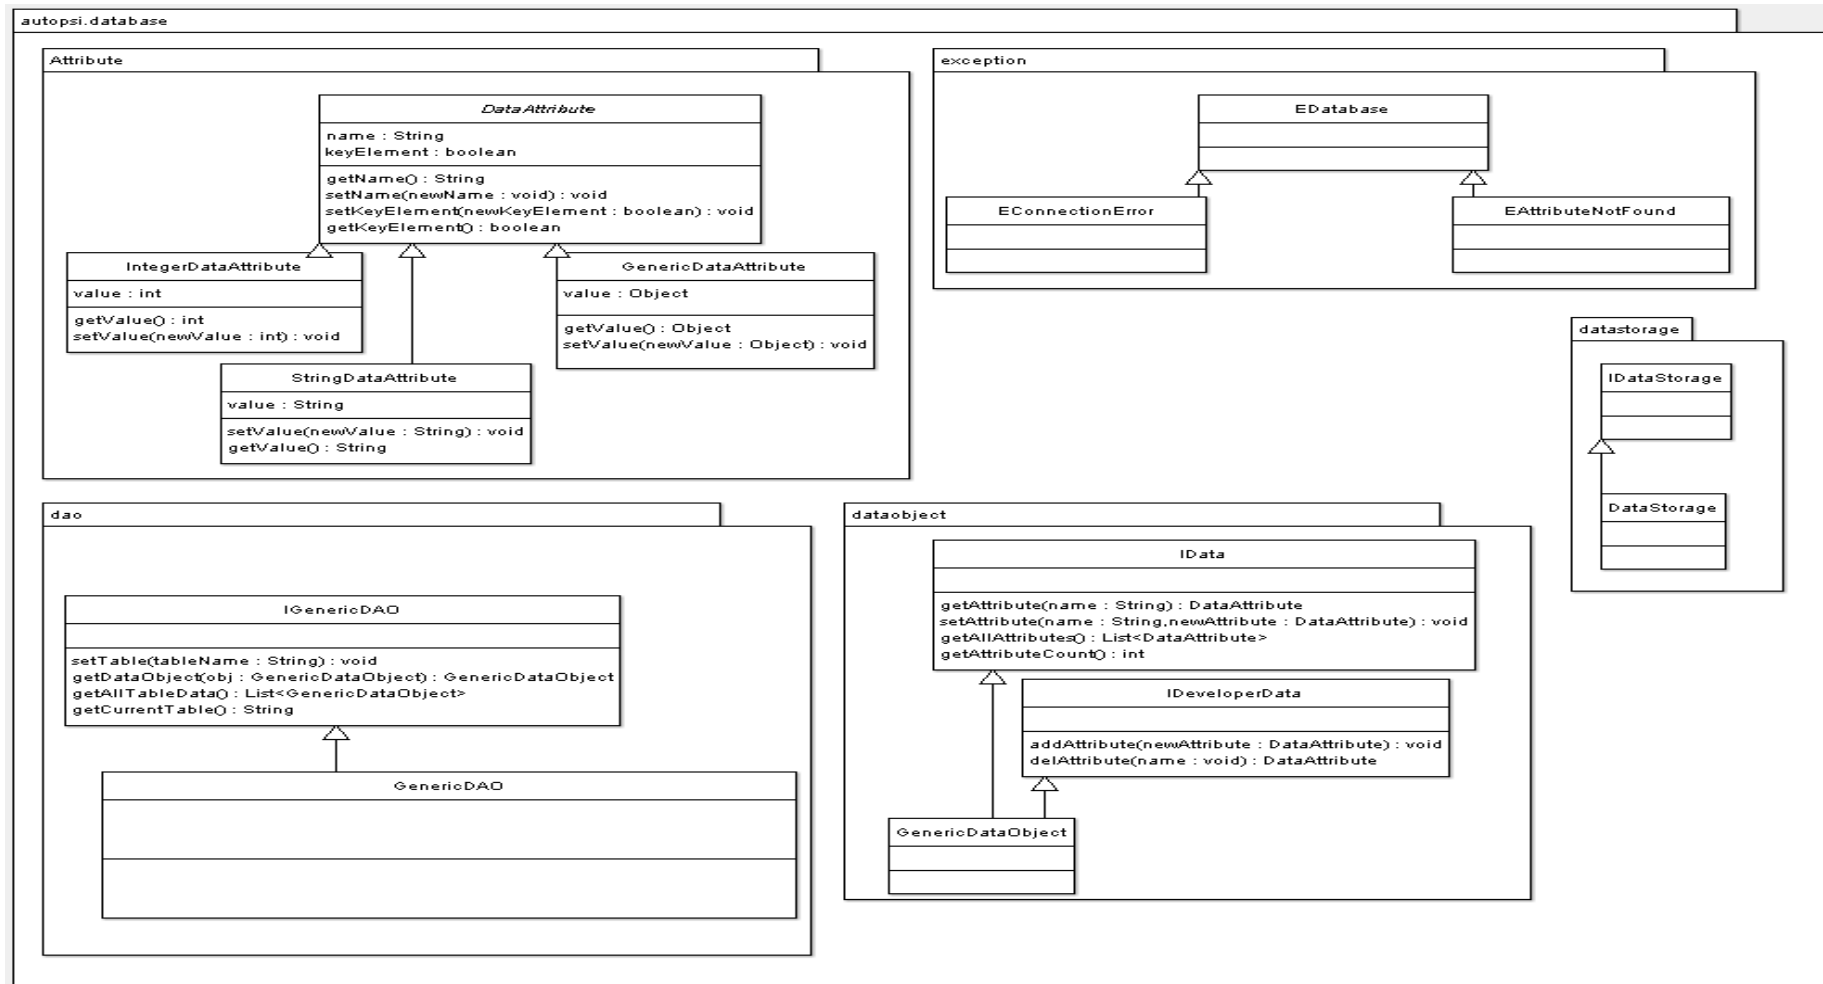 autopsi.database
Attribute
DataAttribute
name : String
keyElement : boolean
getName() : String
setName(newName : void) : void
setKeyElement(newKeyElement : boolean) : void
getKeyElement() : boolean
IntegerDataAttribute
value : int
getValue() : int
setValue(newValue : int) : void
GenericDataAttribute
value : Object
getValue() : Object
setValue(newValue : Object) : void
StringDataAttribute
value : String
setValue(newValue : String) : void
getValue() : String
exception
EDatabase
EConnectionError
EAttributeNotFound
datastorage
IDataStorage
DataStorage
dao
IGenericDAO
setTable(tableName : String) : void
getDataObject(obj : GenericDataObject) : GenericDataObject
getAllTableData() : List<GenericDataObject>
getCurrentTable() : String
GenericDAO
dataobject
IData
getAttribute(name : String) : DataAttribute
setAttribute(name : String,newAttribute : DataAttribute) : void
getAllAttributes() : List<DataAttribute>
getAttributeCount() : int
IDeveloperData
addAttribute(newAttribute : DataAttribute) : void
delAttribute(name : void) : DataAttribute
GenericDataObject